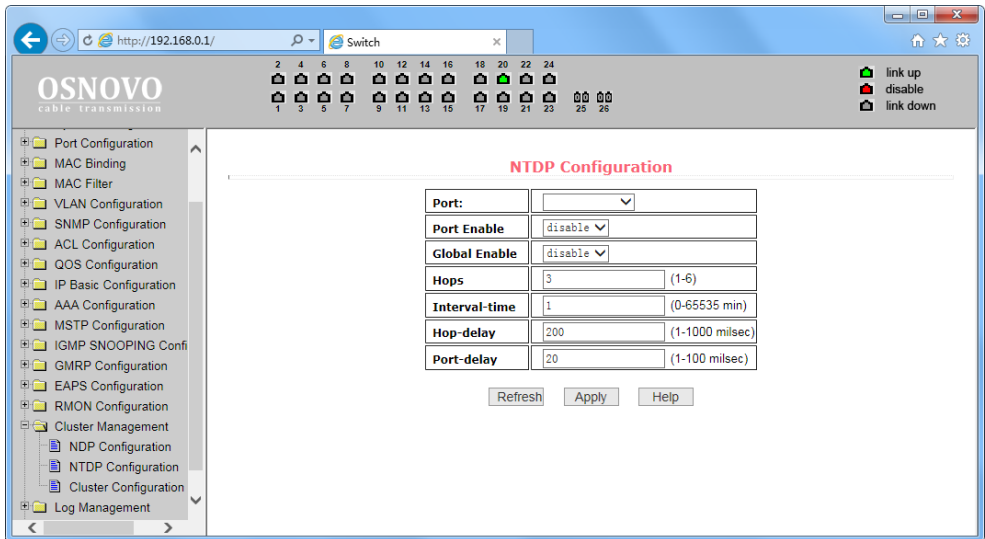 http://192.168.0.1/
Switch
OSNOVO
cable transmission
2 4 6 8 10 12 14 16 18 20 22 24
1 3 5 7 9 11 13 15 17 19 21 23 25 26
link up
disable
link down
Port Configuration
MAC Binding
MAC Filter
VLAN Configuration
SNMP Configuration
ACL Configuration
QOS Configuration
IP Basic Configuration
AAA Configuration
MSTP Configuration
IGMP SNOOPING Confi
GMRP Configuration
EAPS Configuration
RMON Configuration
Cluster Management
NDP Configuration
NTDP Configuration
Cluster Configuration
Log Management
NTDP Configuration
Port:
Port Enable disable
Global Enable disable
Hops 3 (1-6)
Interval-time 1 (0-65535 min)
Hop-delay 200 (1-1000 milsec)
Port-delay 20 (1-100 milsec)
Refresh Apply Help